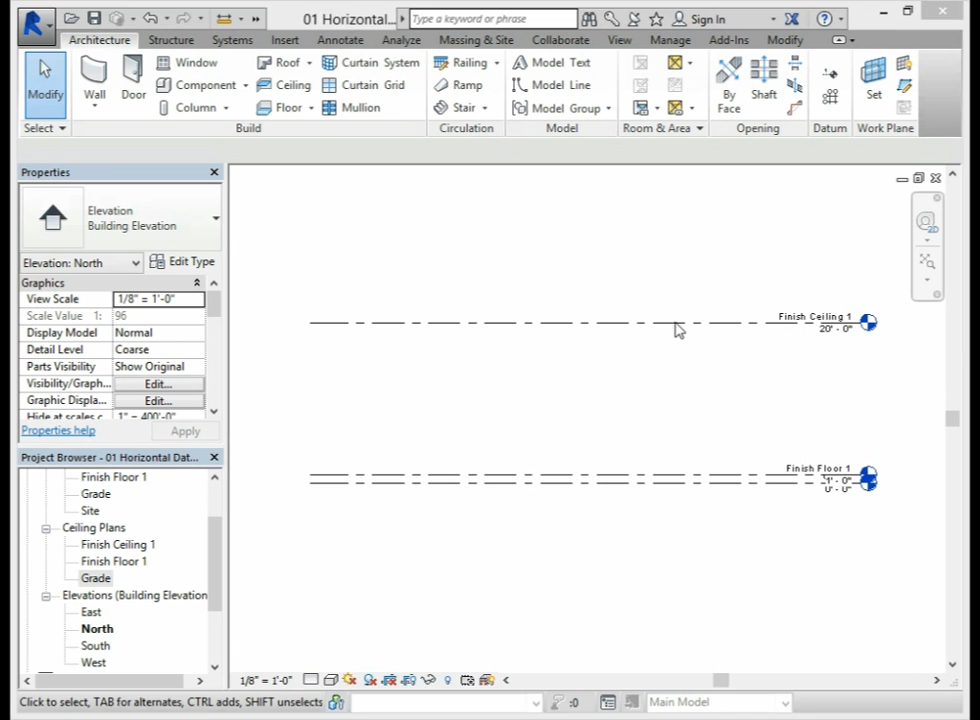 01 Horizontal... Type a keyword or phrase Sign In
Architecture Structure Systems Insert Annotate Analyze Massing & Site Collaborate View Manage Add-Ins Modify
Window Roof Curtain System Railing Model Text
Component Ceiling Curtain Grid Ramp Model Line
Column Floor Mullion Stair Model Group
Modify Wall Door By Face Shaft Set
Select Build Circulation Model Room & Area Opening Datum Work Plane
Properties
Elevation
Building Elevation
Elevation: North Edit Type
Graphics
View Scale 1/8" = 1'-0"
Scale Value 1: 96
Display Model Normal
Detail Level Coarse
Parts Visibility Show Original
Visibility/Graph... Edit...
Graphic Displa... Edit...
Hide at scales c... 1" = 400'-0"
Properties help Apply
Project Browser - 01 Horizontal Dat...
Finish Floor 1
Grade
Site
Ceiling Plans
Finish Ceiling 1
Finish Floor 1
Grade
Elevations (Building Elevation
East
North
South
West
Finish Ceiling 1
20' - 0"
Finish Floor 1
1' - 0"
0' - 0"
2D
1/8" = 1'-0"
Click to select, TAB for alternates, CTRL adds, SHIFT unselects :0 Main Model